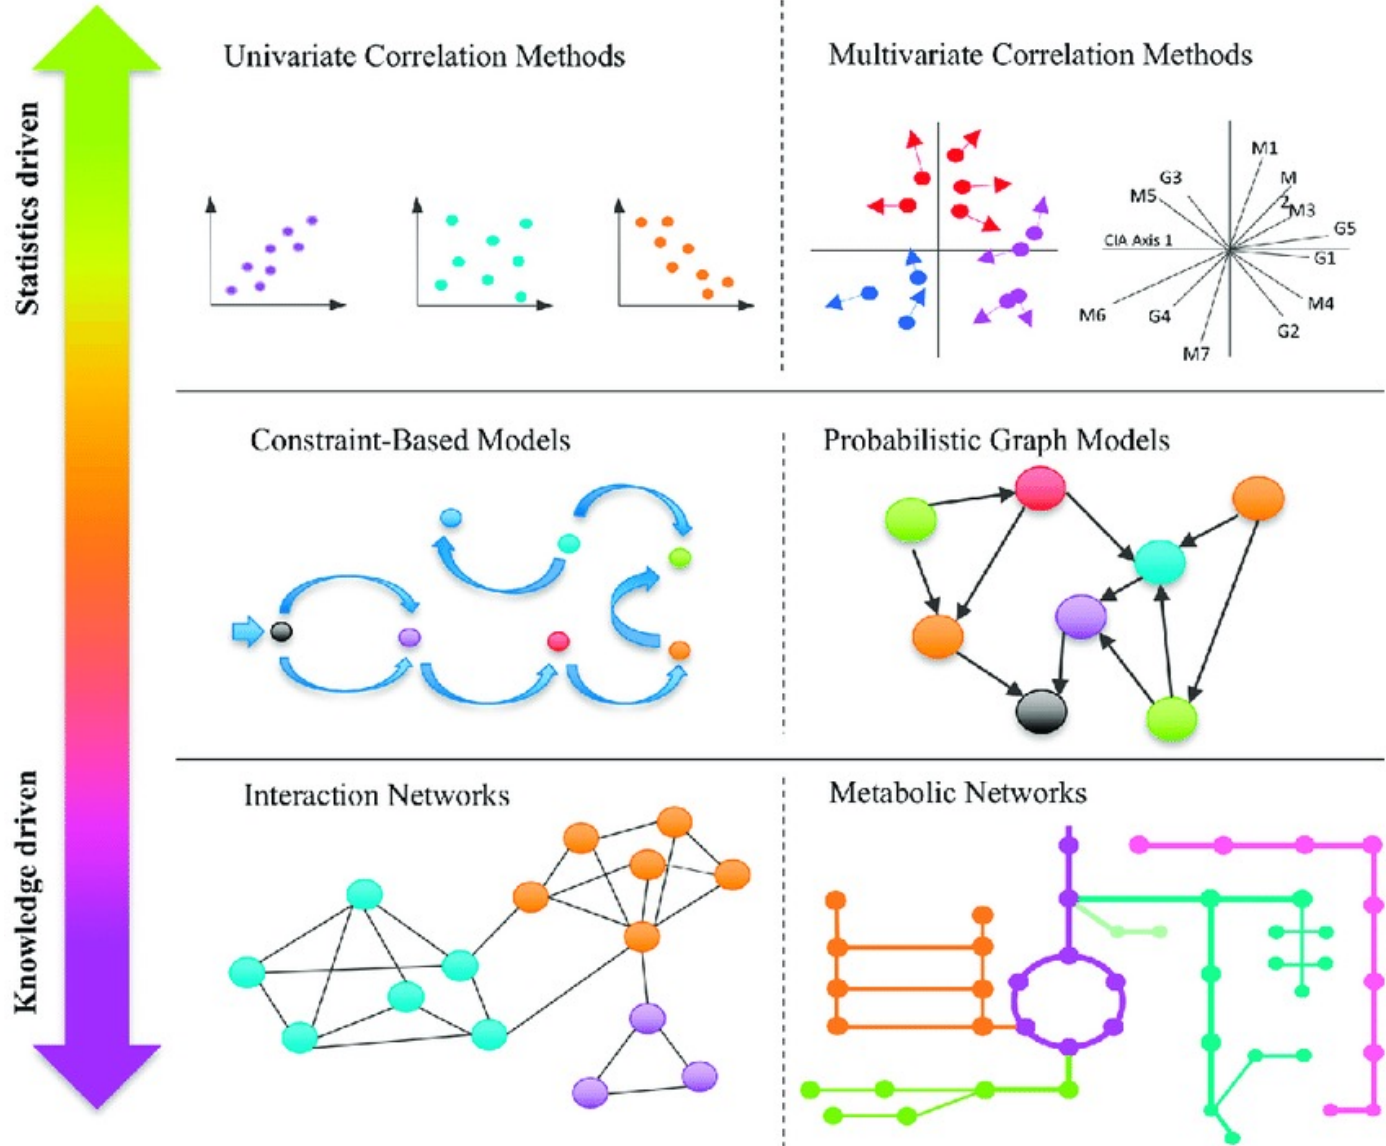 Statistics driven
Knowledge driven
Univariate Correlation Methods
Multivariate Correlation Methods
M1
M
2
M3
G3
M5
G5
CIA Axis 1
G1
M6
G4
M4
G2
M7
Constraint-Based Models
Probabilistic Graph Models
Interaction Networks
Metabolic Networks